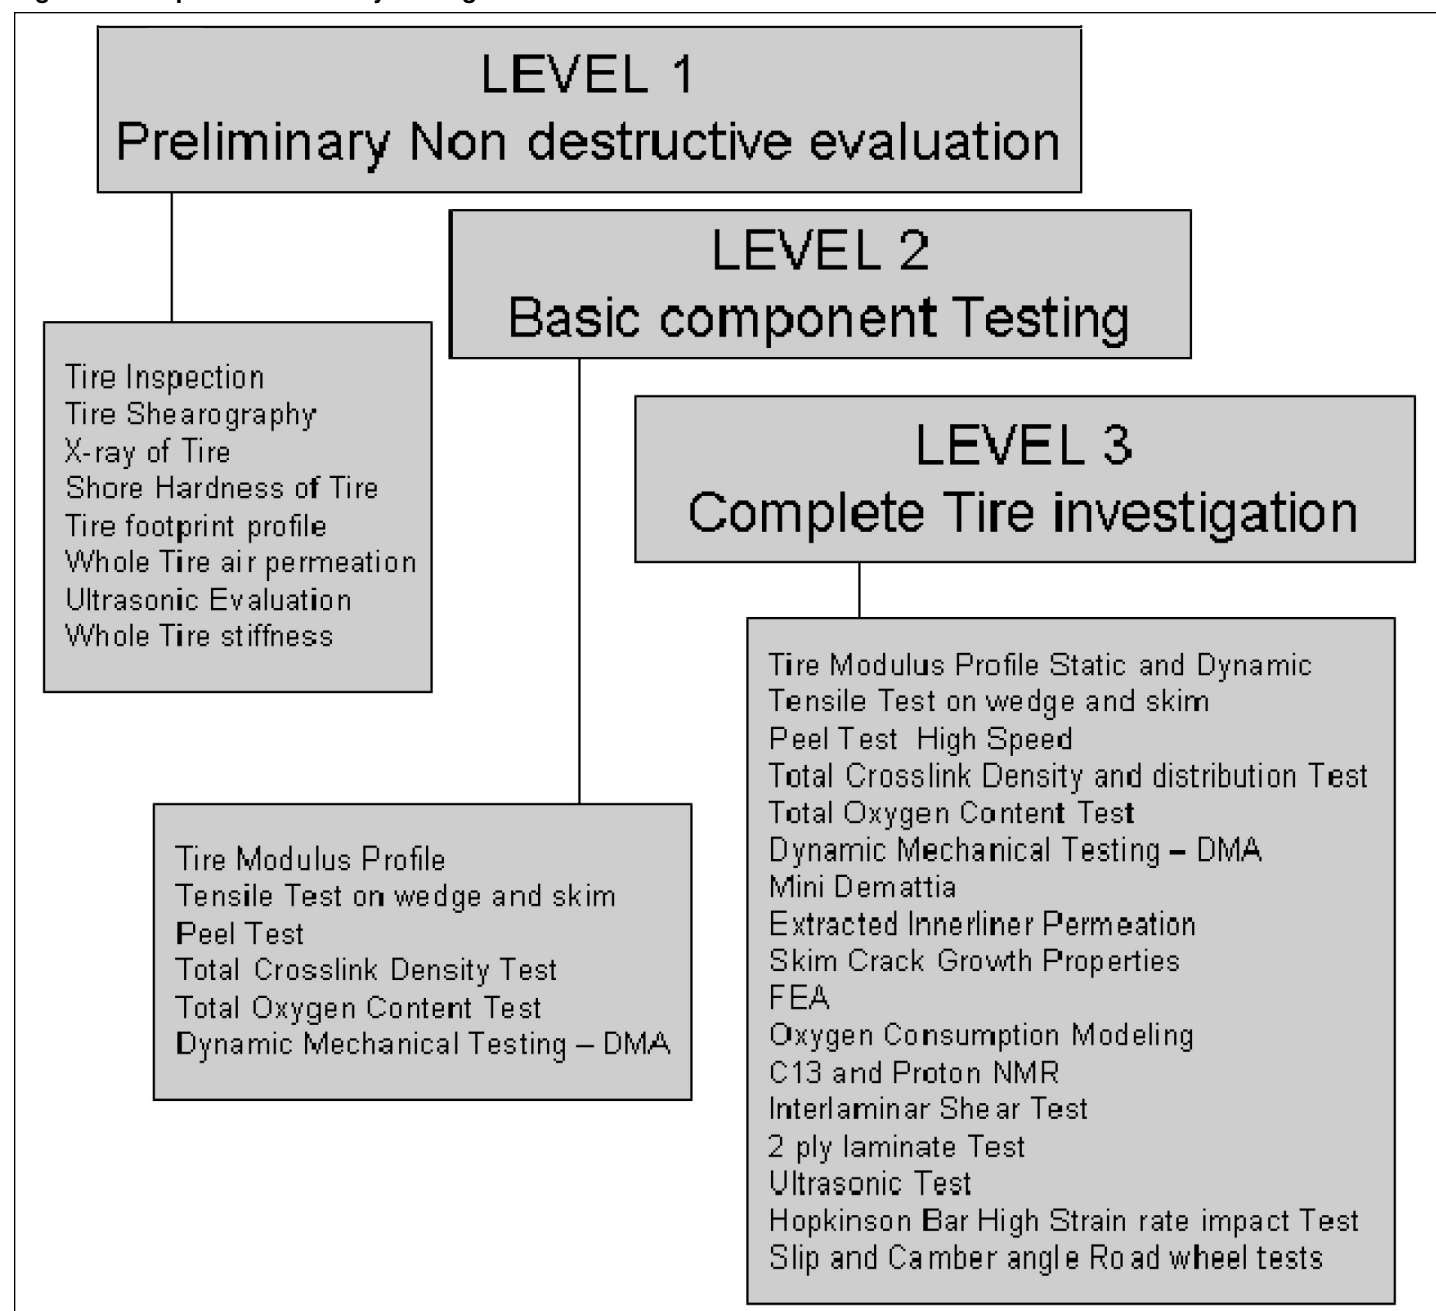 LEVEL 1
Preliminary Non destructive evaluation
LEVEL 2
Basic component Testing
Tire Inspection
Tire Shearography
X-ray of Tire
Shore Hardness of Tire
Tire footprint profile
Whole Tire air permeation
Ultrasonic Evaluation
Whole Tire stiffness
LEVEL 3
Complete Tire investigation
Tire Modulus Profile
Tensile Test on wedge and skim
Peel Test
Total Crosslink Density Test
Total Oxygen Content Test
Dynamic Mechanical Testing – DMA
Tire Modulus Profile Static and Dynamic
Tensile Test on wedge and skim
Peel Test High Speed
Total Crosslink Density and distribution Test
Total Oxygen Content Test
Dynamic Mechanical Testing – DMA
Mini Demattia
Extracted Innerliner Permeation
Skim Crack Growth Properties
FEA
Oxygen Consumption Modeling
C13 and Proton NMR
Interlaminar Shear Test
2 ply laminate Test
Ultrasonic Test
Hopkinson Bar High Strain rate impact Test
Slip and Camber angle Road wheel tests